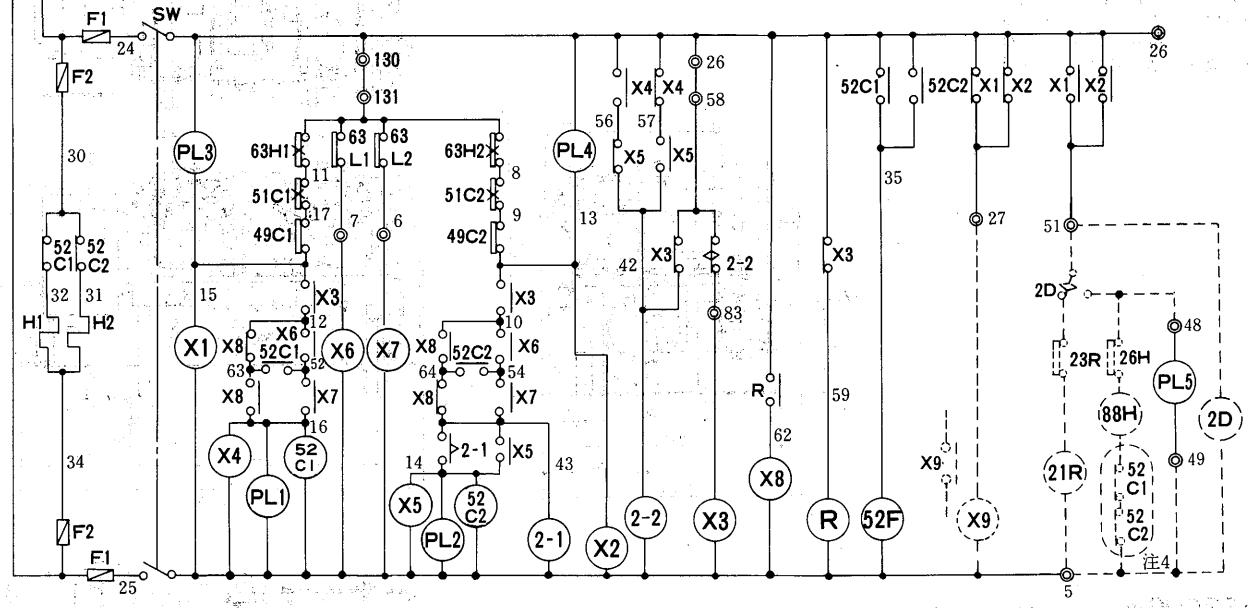 F1
SW
24
26
F2
130
131
26
58
X4
X4
52C1
52C2
X1
X2
X1
X2
56
57
30
PL3
63H1
63
L1
63
L2
63H2
PL4
X5
X5
11
8
35
51C1
51C2
17
9
13
7
6
27
51
49C1
49C2
52
C1
52
C2
42
X3
2-2
X3
15
32
31
X3
X3
2D
12
10
83
48
H1
H2
X1
X8
X6
52C1
X6
X7
X8
52C2
X6
23R
26H
PL5
63
52
64
54
X8
X7
X8
X7
R
59
88H
2D
16
62
X4
52
C1
14
2-1
X5
43
34
X9
21R
52
C1
49
PL1
X5
52
C2
X8
F2
PL2
2-1
X2
2-2
X3
R
52F
X9
52
C2
F1
注4
25
5